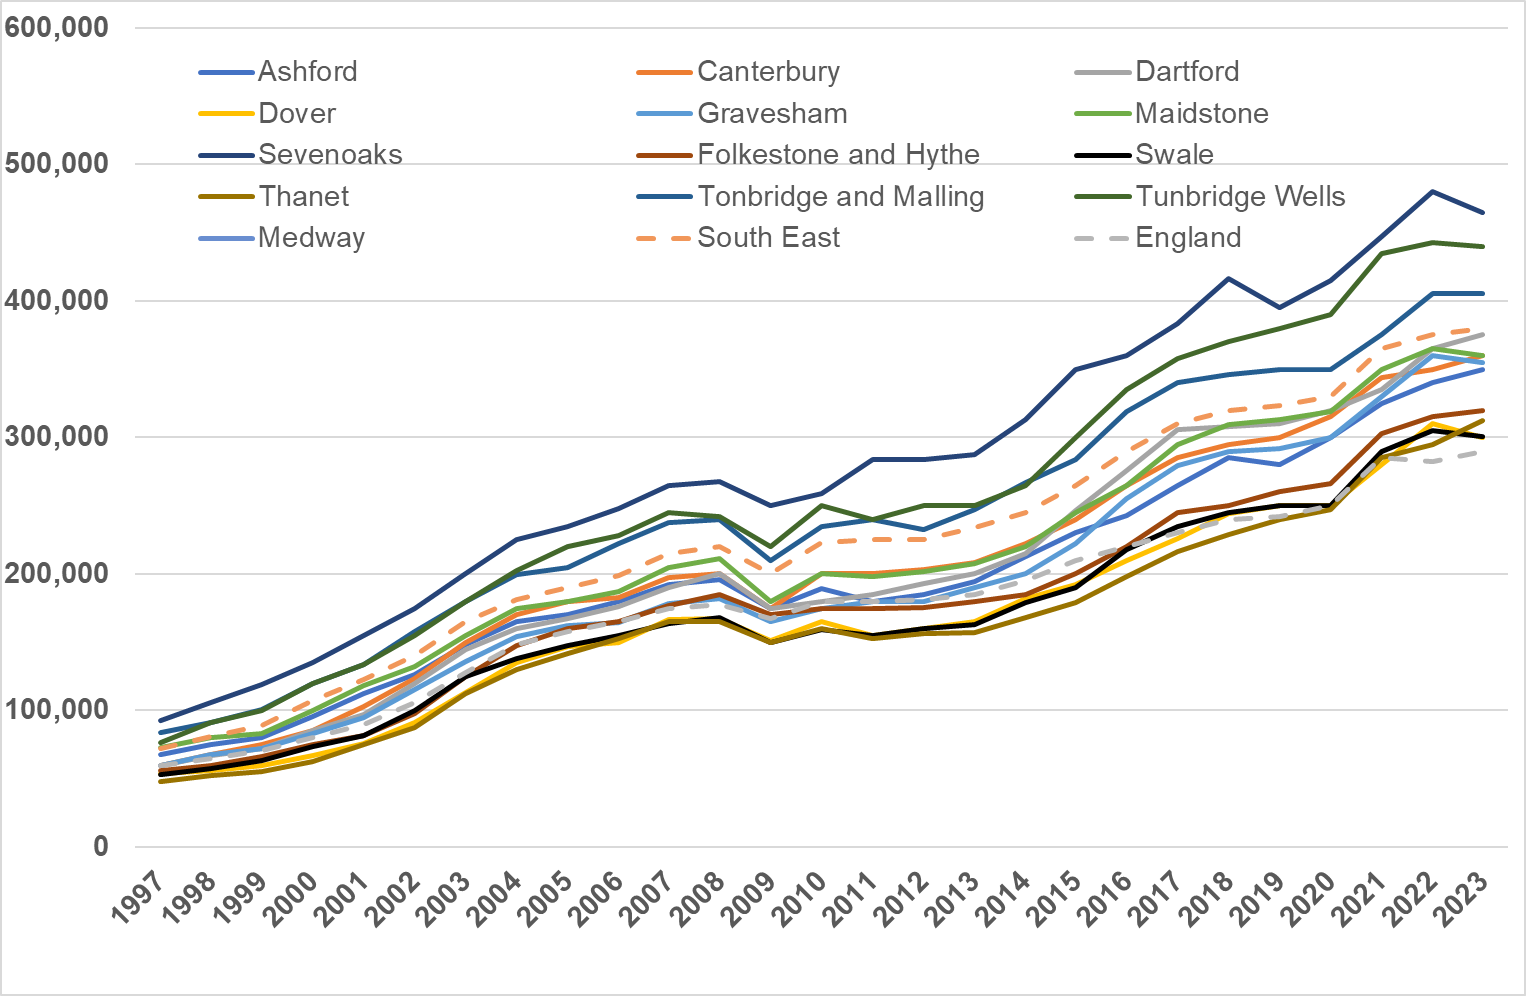 600,000
Ashford Canterbury Dartford
Dover Gravesham Maidstone
500,000 Sevenoaks Folkestone and Hythe Swale
Thanet Tonbridge and Malling Tunbridge Wells
Medway South East England
400,000
300,000
200,000
100,000
0
1997 1998 1999 2000 2001 2002 2003 2004 2005 2006 2007 2008 2009 2010 2011 2012 2013 2014 2015 2016 2017 2018 2019 2020 2021 2022 2023